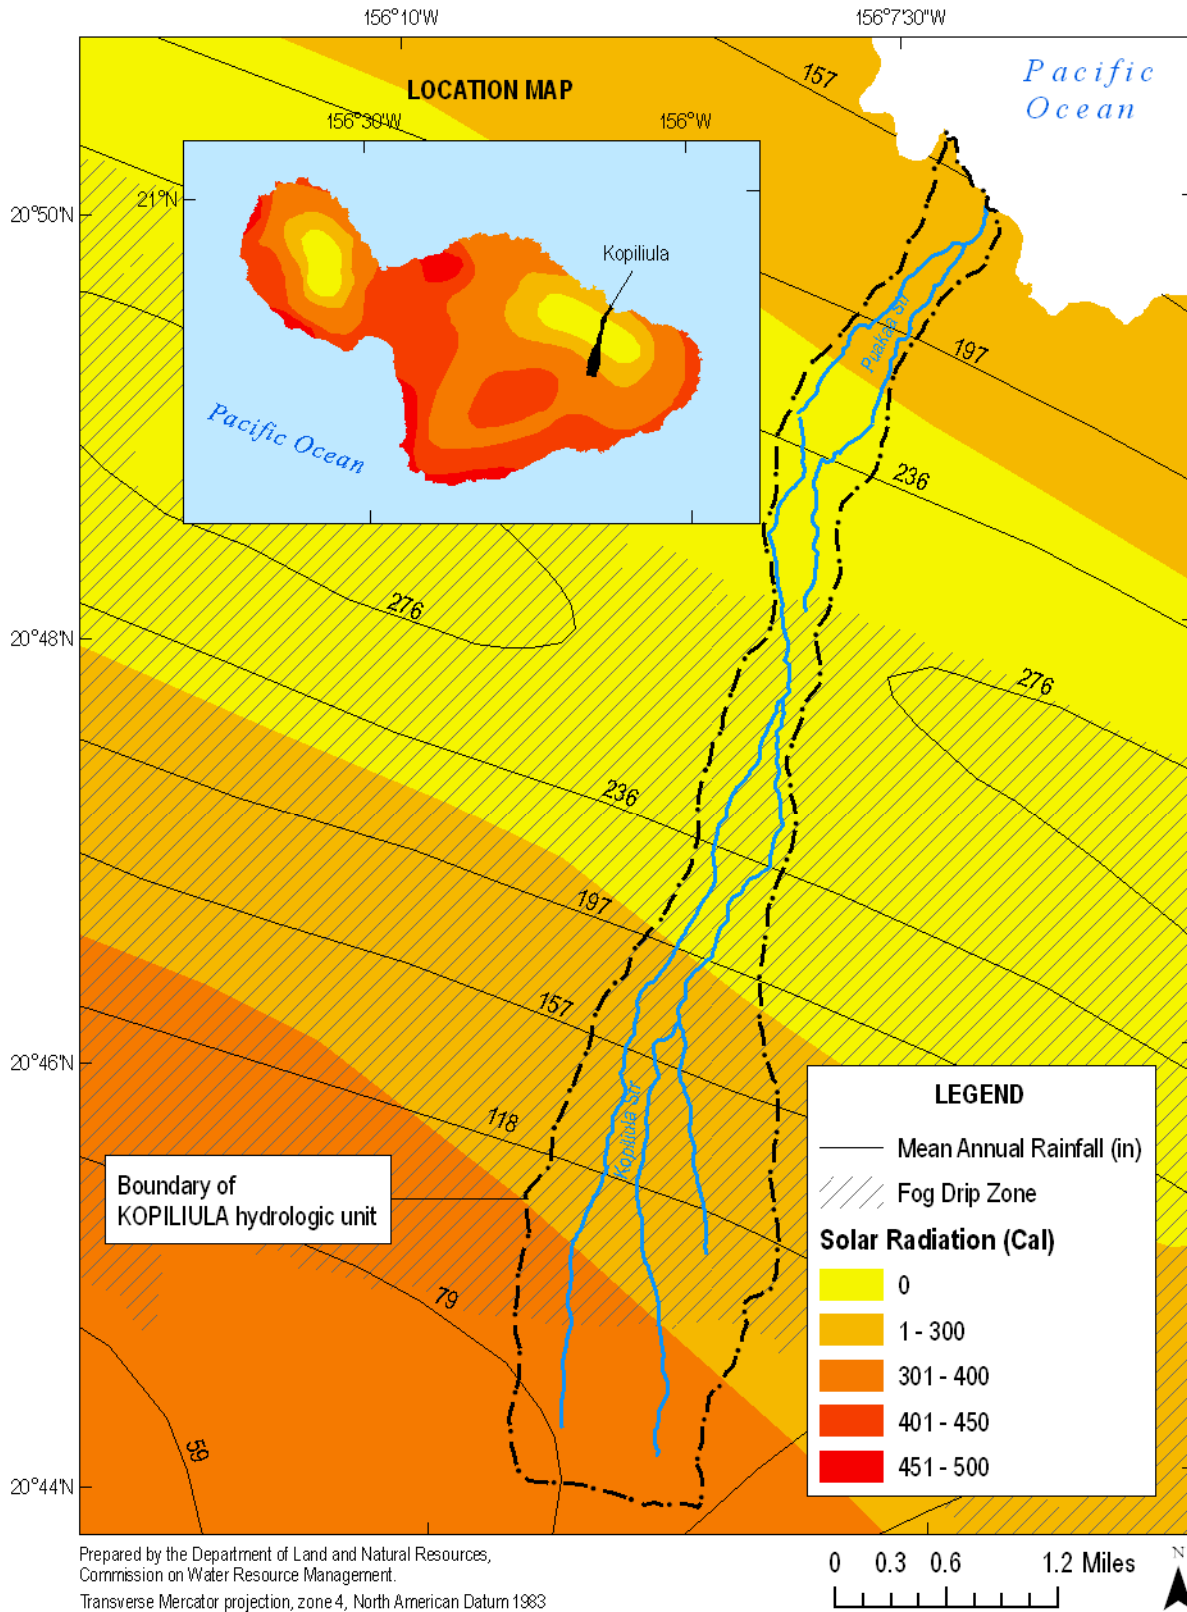 156°10'W
156°7'30"W
Pacific
Ocean
157
LOCATION MAP
156°30'W
156°W
21°N
20°50'N
Kopiliula
Puakaa Str
197
Pacific Ocean
236
276
20°48'N
276
236
197
157
20°46'N
118
Kopiliula Str
Boundary of
KOPILIULA hydrologic unit
79
59
20°44'N
LEGEND
Mean Annual Rainfall (in)
Fog Drip Zone
Solar Radiation (Cal)
0
1 - 300
301 - 400
401 - 450
451 - 500
Prepared by the Department of Land and Natural Resources,
Commission on Water Resource Management.
Transverse Mercator projection, zone 4, North American Datum 1983
0 0.3 0.6 1.2 Miles
N